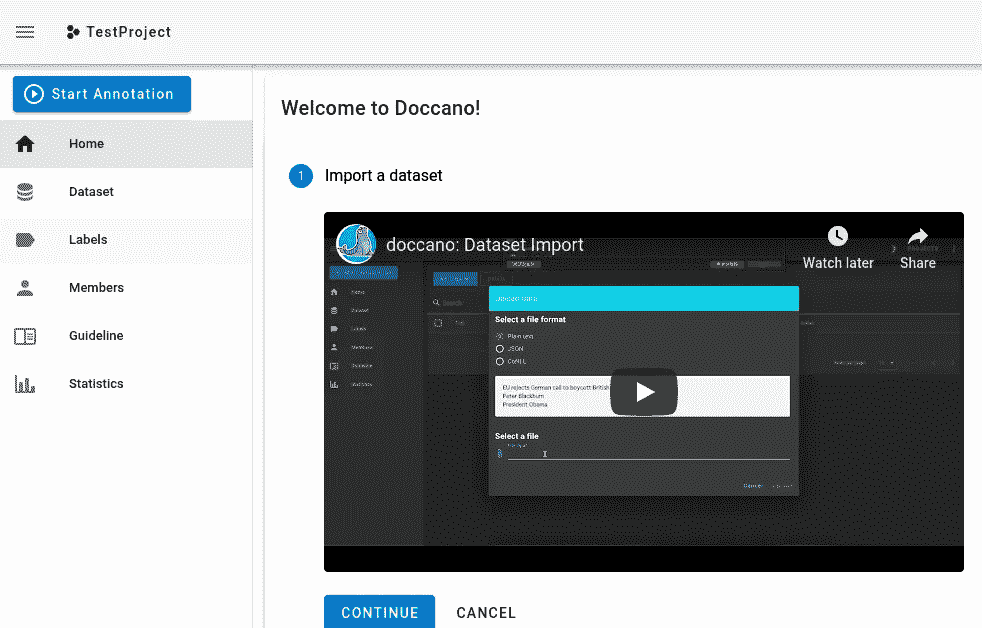 TestProject
Start Annotation
Home
Dataset
Labels
Members
Guideline
Statistics
Welcome to Doccano!
1 Import a dataset
doccano: Dataset Import
Watch later
Share
Select a file format
Plain text
JSON
CoNLL
EU rejects German call to boycott British
Peter Blackburn
President Obama
Select a file
CONTINUE CANCEL